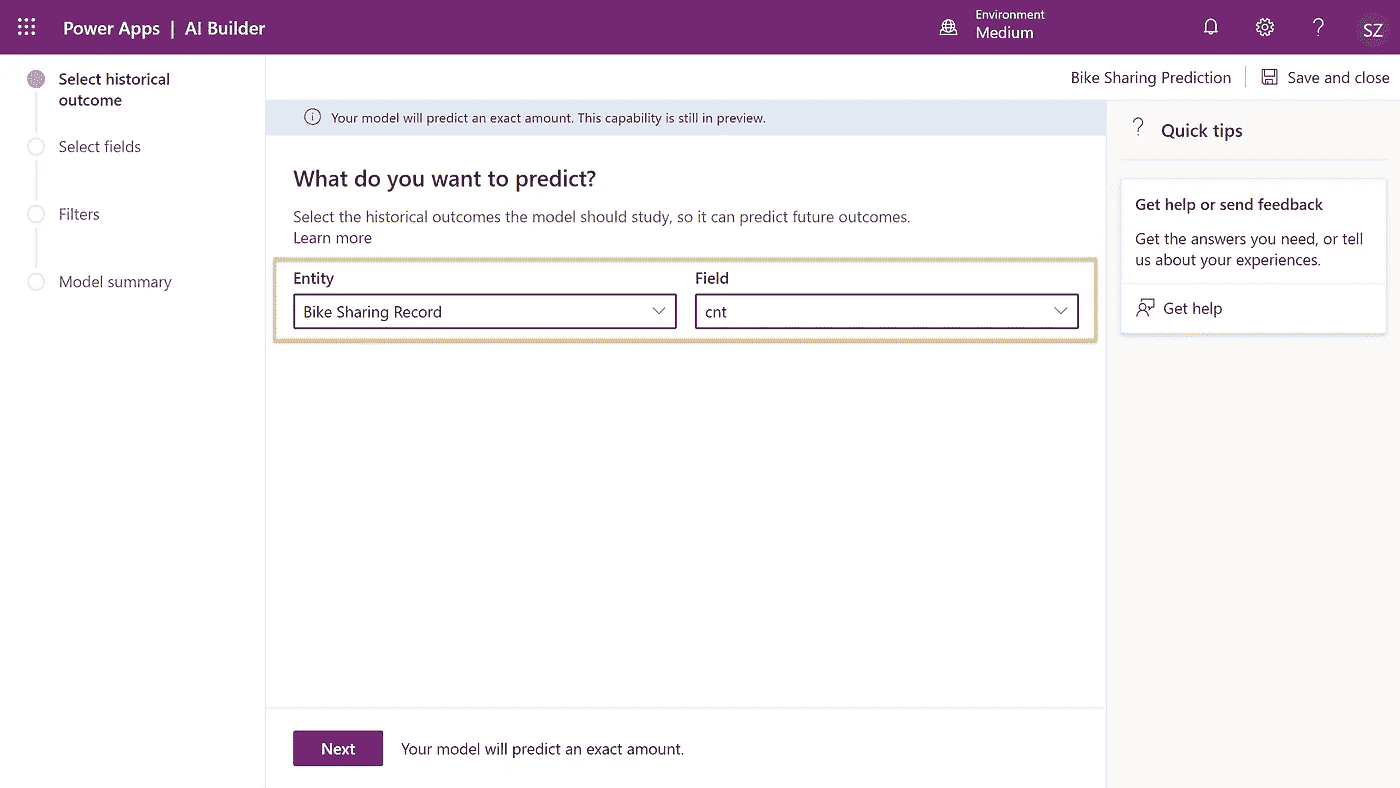 Power Apps | AI Builder
Environment
Medium
SZ
Select historical
outcome
Select fields
Filters
Model summary
Bike Sharing Prediction
Save and close
Your model will predict an exact amount. This capability is still in preview.
What do you want to predict?
Select the historical outcomes the model should study, so it can predict future outcomes.
Learn more
Entity
Field
Bike Sharing Record
cnt
Next
Your model will predict an exact amount.
Quick tips
Get help or send feedback
Get the answers you need, or tell
us about your experiences.
Get help